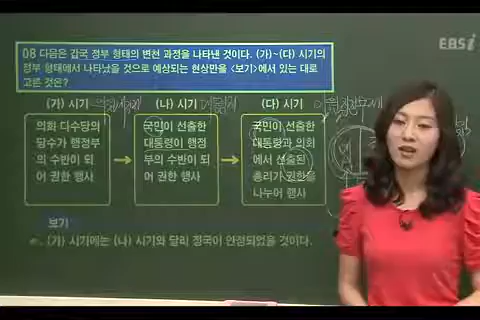 EBSi
08 다음은 갑국 정부 형태의 변천 과정을 나타낸 것이다. (가)~(다) 시기의
정부 형태에서 나타났을 것으로 예상되는 현상만을 <보기>에서 있는 대로
고른 것은?
(가) 시기
의회 다수당의
당수가 행정부
의 수반이 되
어 권한 행사
(나) 시기
국민이 선출한
대통령이 행정
부의 수반이 되
어 권한 행사
(다) 시기
국민이 선출한
대통령과 의회
에서 선출된
총리가 권한을
나누어 행사
보기
ㄱ. (가) 시기에는 (나) 시기와 달리 정국이 안정되었을 것이다.